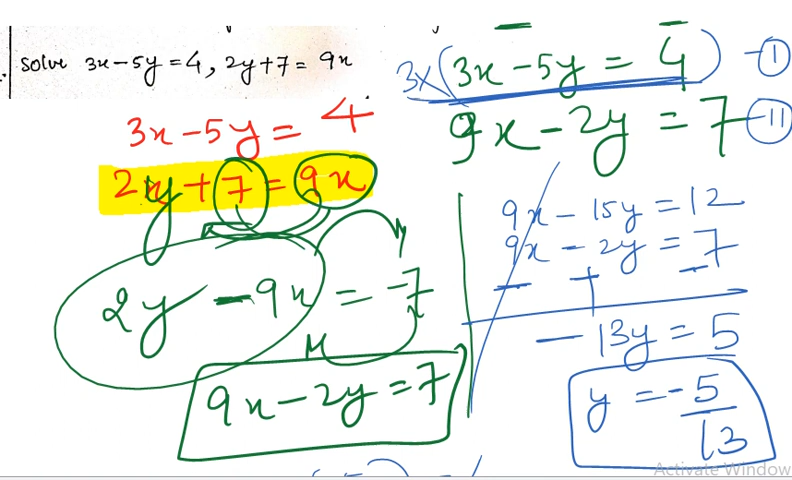 solve 3x-5y=4, 2y+7= 9x
3x-5y= 4
2y+7=9x
2y -9x = -7
9x-2y=7
3x(3x-5y = 4) -I
9x-2y = 7 -II
9x-15y=12
9x-2y=7
- + -
-13y=5
y =-5/13
Activate Window